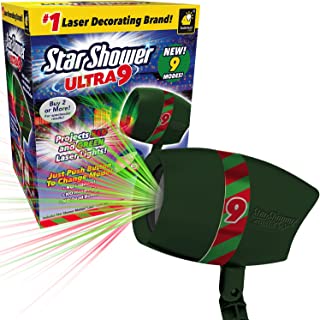 #1 Laser Decorating Brand!
Star Shower
ULTRA 9
NEW!
9
MODES!
Buy 2
or More!
Projects RED
and GREEN
Laser Lights!
Just Push Button
To Change Mode!
9
Star Shower